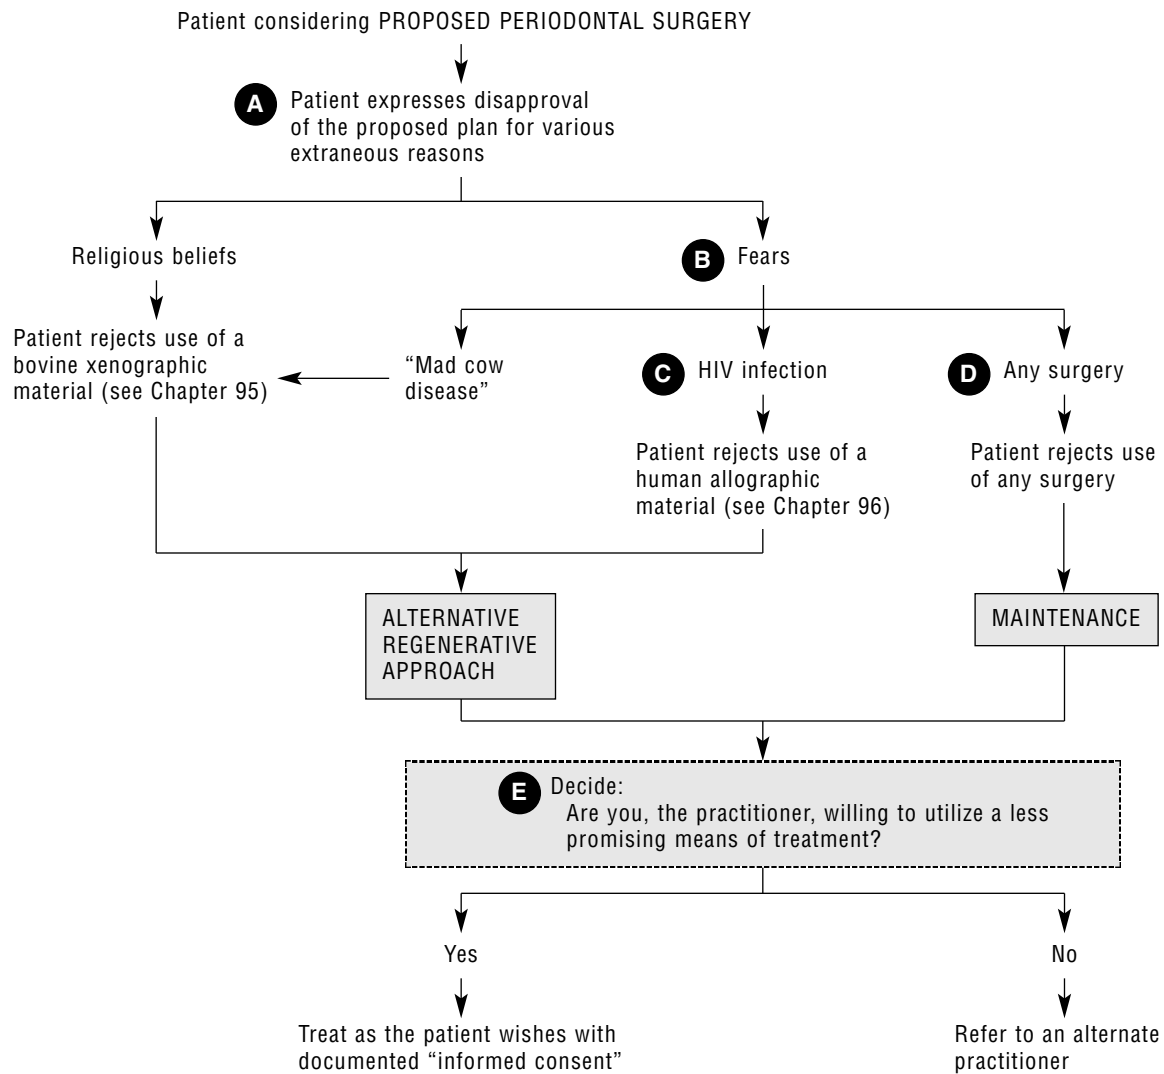 Patient considering PROPOSED PERIODONTAL SURGERY
A
Patient expresses disapproval
of the proposed plan for various
extraneous reasons
Religious beliefs
B
Fears
Patient rejects use of a
bovine xenographic
material (see Chapter 95)
“Mad cow
disease”
C
HIV infection
D
Any surgery
Patient rejects use of a
human allographic
material (see Chapter 96)
Patient rejects use
of any surgery
ALTERNATIVE
REGENERATIVE
APPROACH
MAINTENANCE
E
Decide:
Are you, the practitioner, willing to utilize a less
promising means of treatment?
Yes
No
Treat as the patient wishes with
documented “informed consent”
Refer to an alternate
practitioner